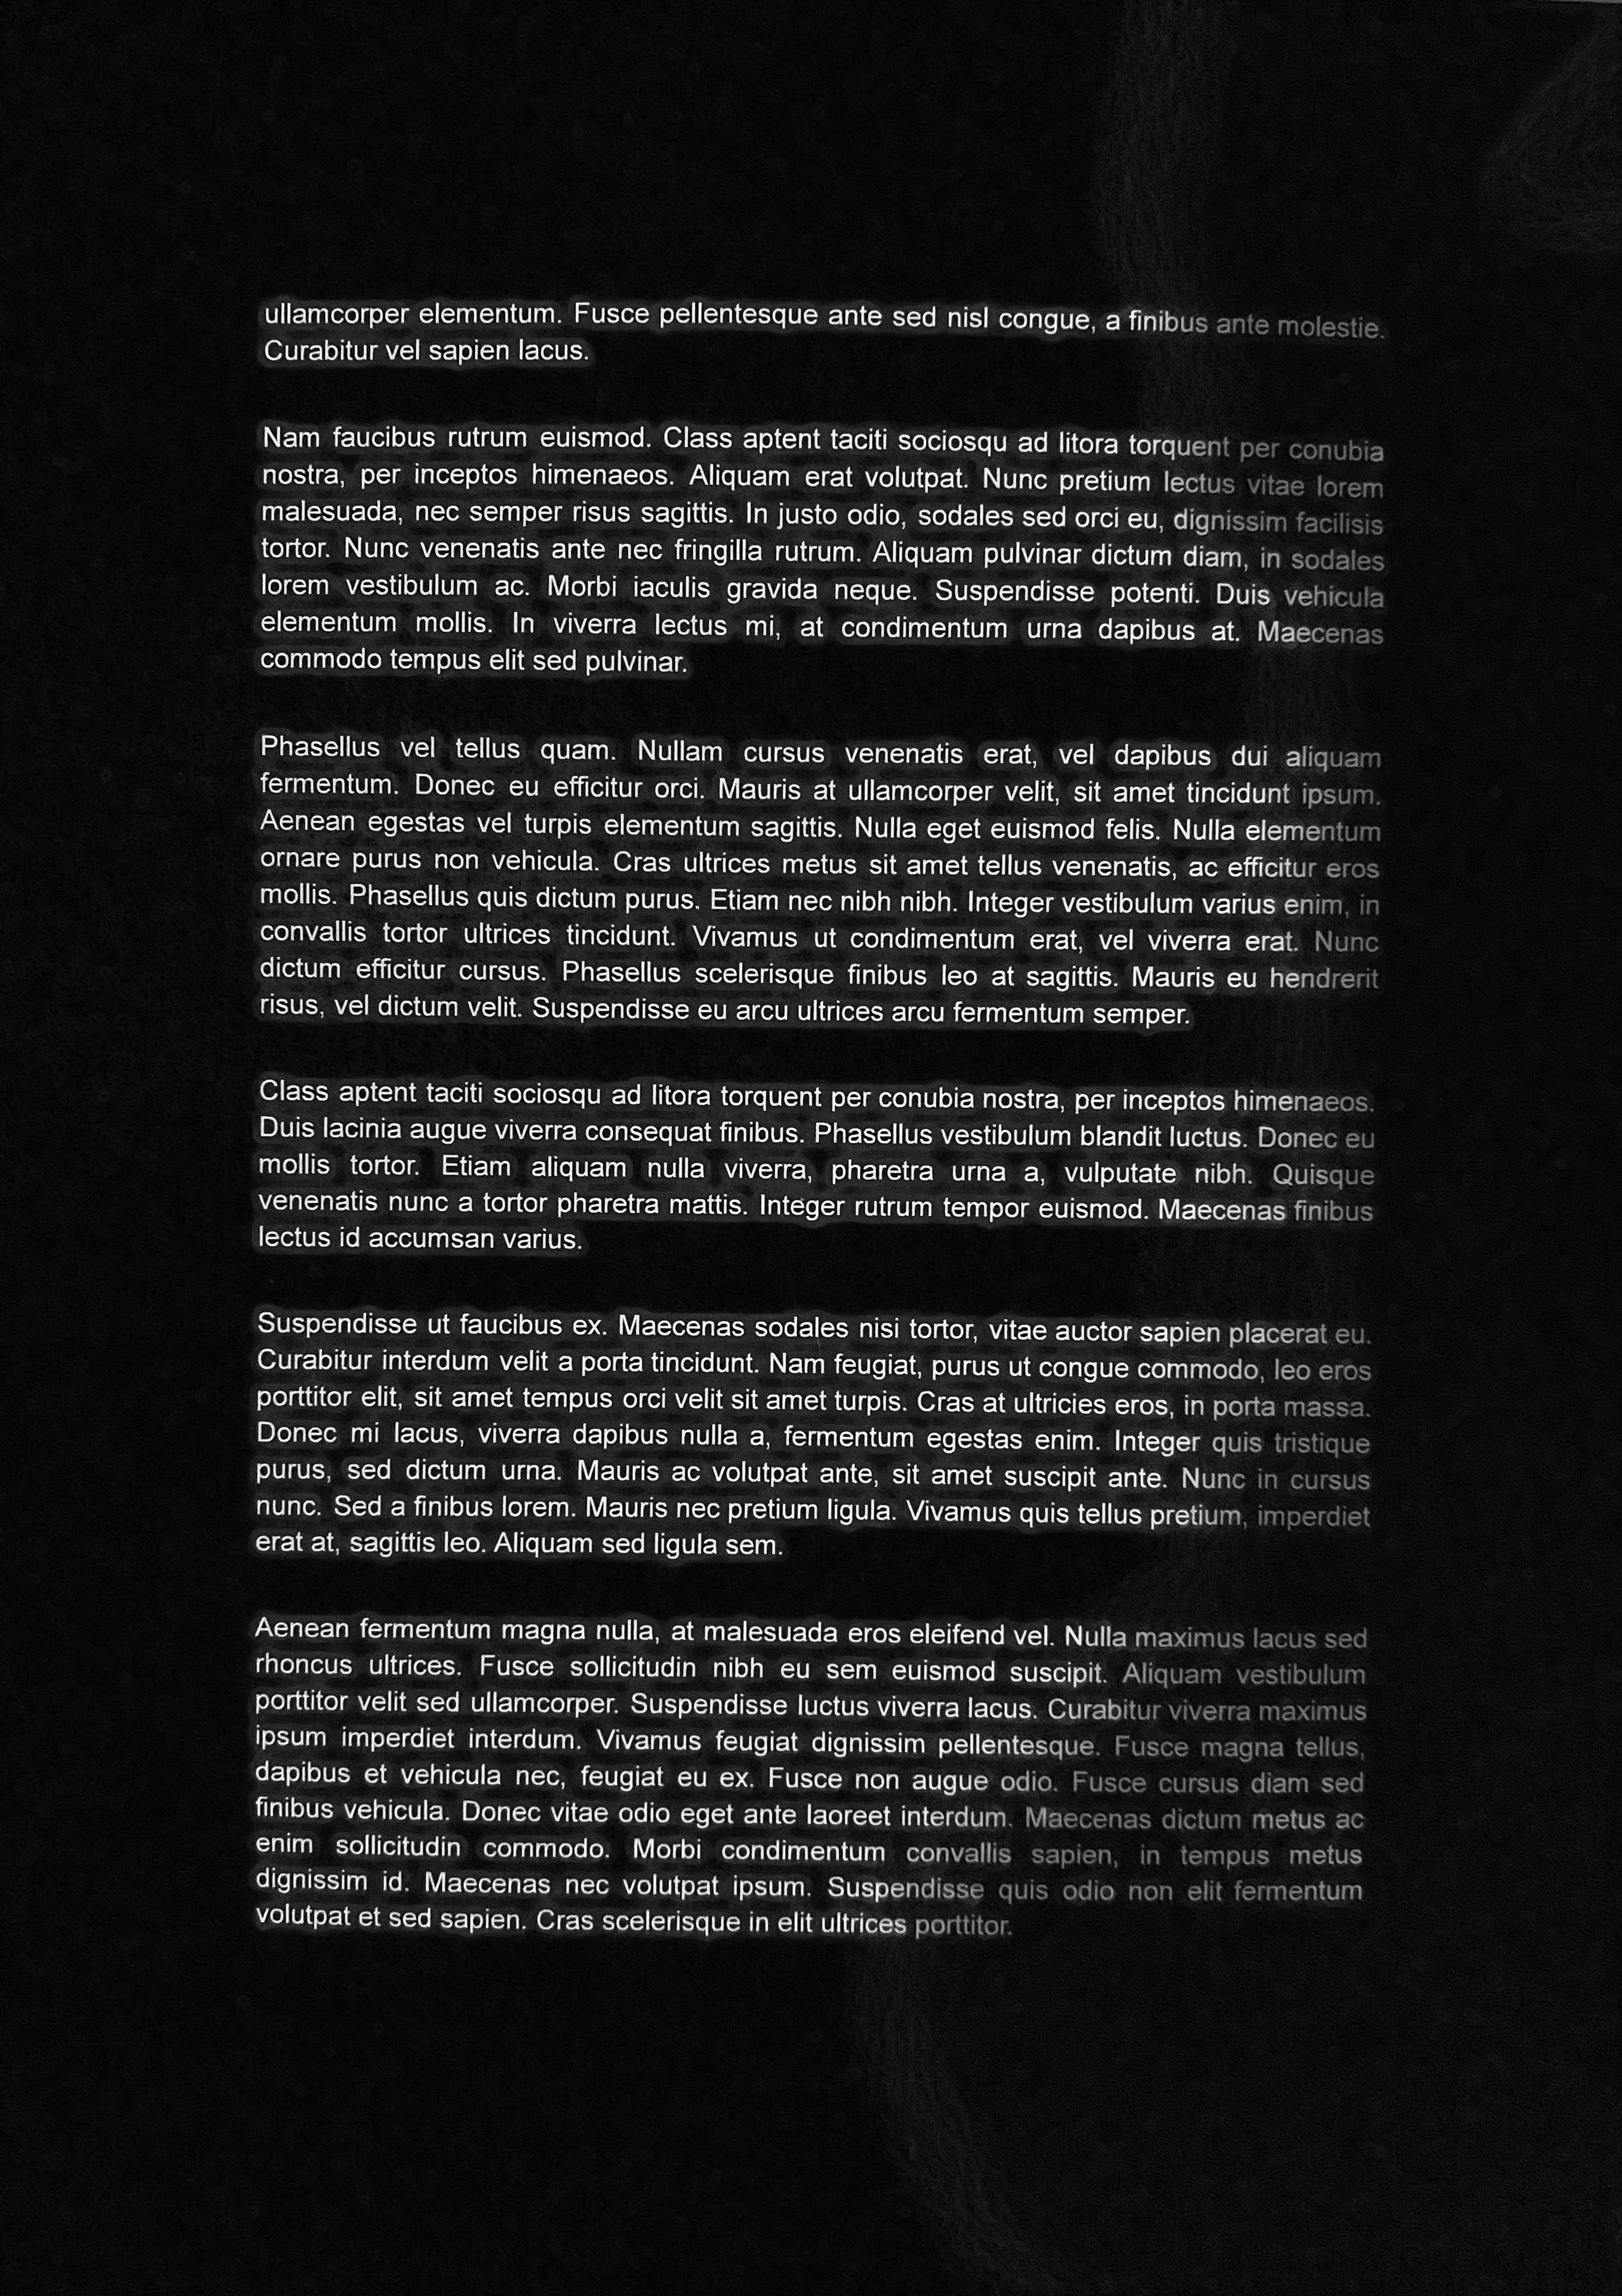 ullamcorper elementum. Fusce pellentesque ante sed nisl congue, a finibus ante molestie.
Curabitur vel sapien lacus.
Nam faucibus rutrum euismod. Class aptent taciti sociosqu ad litora torquent per conubia
nostra, per inceptos himenaeos. Aliquam erat volutpat. Nunc pretium lectus vitae lorem
malesuada, nec semper risus sagittis. In justo odio, sodales sed orci eu, dignissim facilisis
tortor. Nunc venenatis ante nec fringilla rutrum. Aliquam pulvinar dictum diam, in sodales
lorem vestibulum ac. Morbi iaculis gravida neque. Suspendisse potenti. Duis vehicula
elementum mollis. In viverra lectus mi, at condimentum urna dapibus at. Maecenas
commodo tempus elit sed pulvinar.
Phasellus vel tellus quam. Nullam cursus venenatis erat, vel dapibus dui aliquam
fermentum. Donec eu efficitur orci. Mauris at ullamcorper velit, sit amet tincidunt ipsum.
Aenean egestas vel turpis elementum sagittis. Nulla eget euismod felis. Nulla elementum
ornare purus non vehicula. Cras ultrices metus sit amet tellus venenatis, ac efficitur eros
mollis. Phasellus quis dictum purus. Etiam nec nibh nibh. Integer vestibulum varius enim, in
convallis tortor ultrices tincidunt. Vivamus ut condimentum erat, vel viverra erat. Nunc
dictum efficitur cursus. Phasellus scelerisque finibus leo at sagittis. Mauris eu hendrerit
risus, vel dictum velit. Suspendisse eu arcu ultrices arcu fermentum semper.
Class aptent taciti sociosqu ad litora torquent per conubia nostra, per inceptos himenaeos.
Duis lacinia augue viverra consequat finibus. Phasellus vestibulum blandit luctus. Donec eu
mollis tortor. Etiam aliquam nulla viverra, pharetra urna a, vulputate nibh. Quisque
venenatis nunc a tortor pharetra mattis. Integer rutrum tempor euismod. Maecenas finibus
lectus id accumsan varius.
Suspendisse ut faucibus ex. Maecenas sodales nisi tortor, vitae auctor sapien placerat eu.
Curabitur interdum velit a porta tincidunt. Nam feugiat, purus ut congue commodo, leo eros
porttitor elit, sit amet tempus orci velit sit amet turpis. Cras at ultricies eros, in porta massa.
Donec mi lacus, viverra dapibus nulla a, fermentum egestas enim. Integer quis tristique
purus, sed dictum urna. Mauris ac volutpat ante, sit amet suscipit ante. Nunc in cursus
nunc. Sed a finibus lorem. Mauris nec pretium ligula. Vivamus quis tellus pretium, imperdiet
erat at, sagittis leo. Aliquam sed ligula sem.
Aenean fermentum magna nulla, at malesuada eros eleifend vel. Nulla maximus lacus sed
rhoncus ultrices. Fusce sollicitudin nibh eu sem euismod suscipit. Aliquam vestibulum
porttitor velit sed ullamcorper. Suspendisse luctus viverra lacus. Curabitur viverra maximus
ipsum imperdiet interdum. Vivamus feugiat dignissim pellentesque. Fusce magna tellus,
dapibus et vehicula nec, feugiat eu ex. Fusce non augue odio. Fusce cursus diam sed
finibus vehicula. Donec vitae odio eget ante laoreet interdum. Maecenas dictum metus ac
enim sollicitudin commodo. Morbi condimentum convallis sapien, in tempus metus
dignissim id. Maecenas nec volutpat ipsum. Suspendisse quis odio non elit fermentum
volutpat et sed sapien. Cras scelerisque in elit ultrices porttitor.